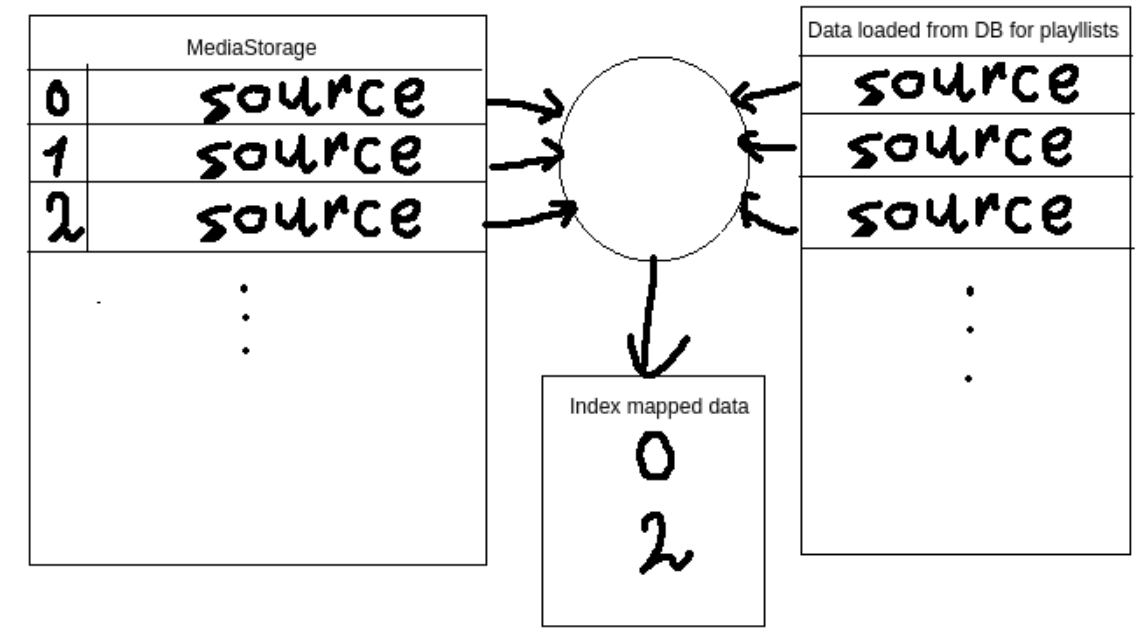 MediaStorage
0 source
1 source
2 source
Data loaded from DB for playllists
source
source
source
Index mapped data
0
2